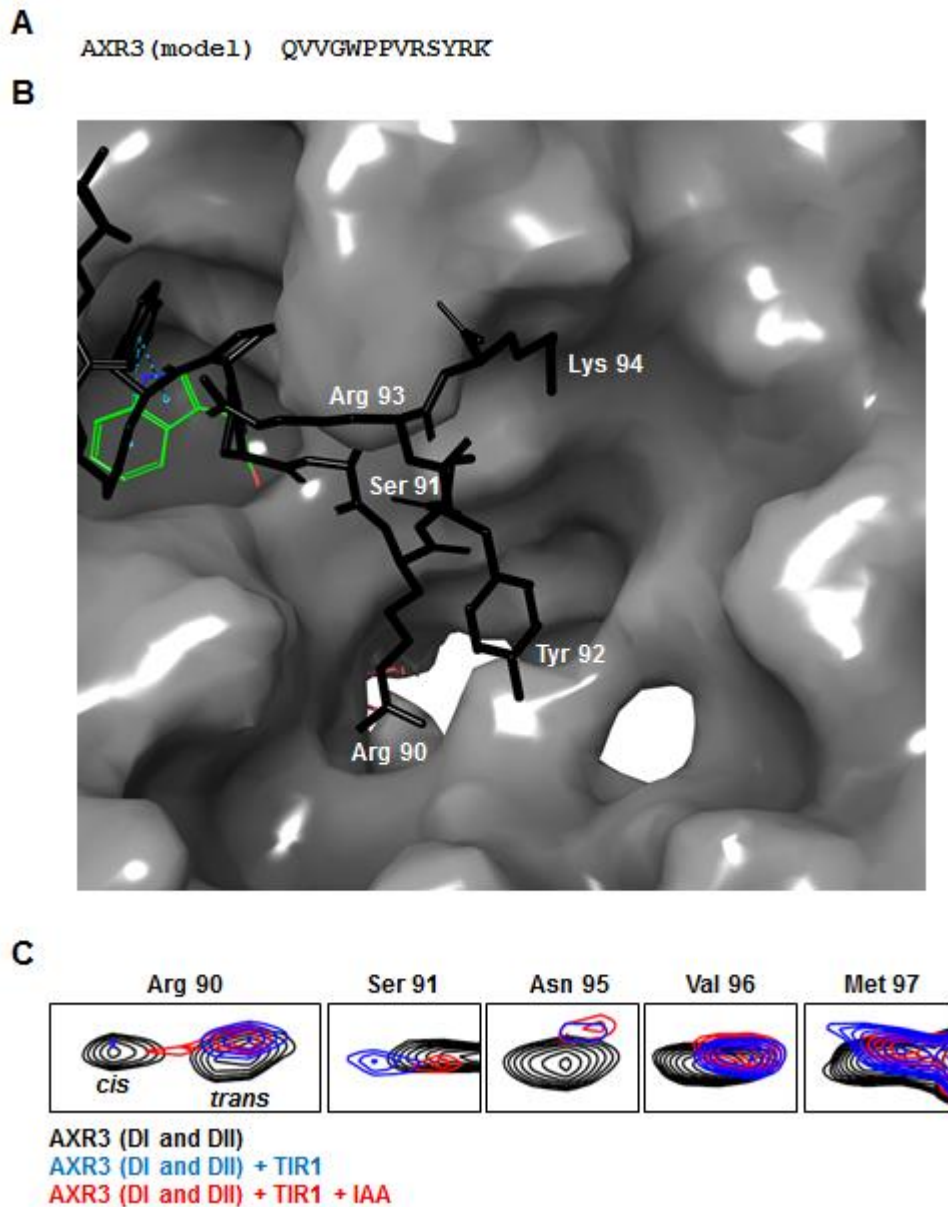 A
AXR3(model) QVVGWPPVRSYRK
B
Lys 94
Arg 93
Ser 91
Tyr 92
Arg 90
C
Arg 90 Ser 91 Asn 95 Val 96 Met 97
cis
trans
AXR3 (DI and DII)
AXR3 (DI and DII) + TIR1
AXR3 (DI and DII) + TIR1 + IAA